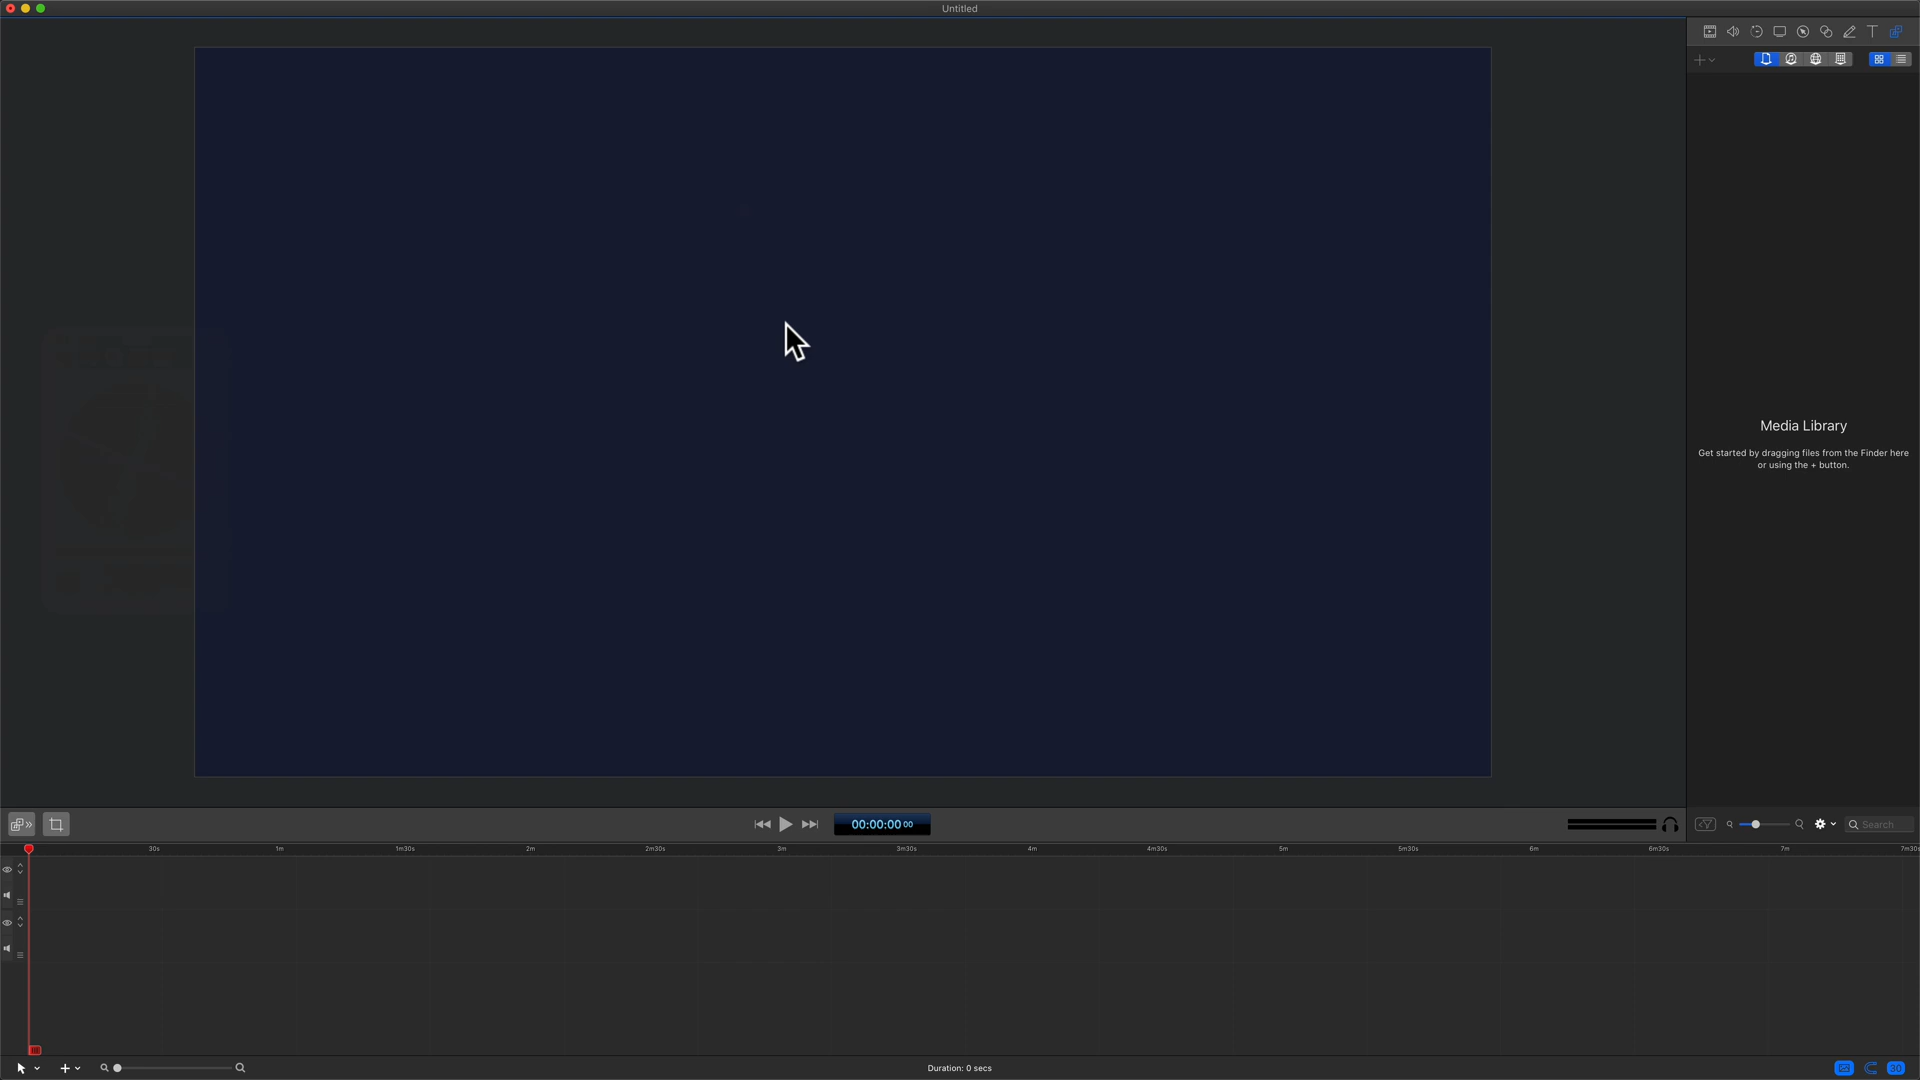 Untitled
Media Library
Get started by dragging files from the Finder here
or using the + button.
00:00:00 00
Search
30s 1m 1m30s 2m 2m30s 3m 3m30s 4m 4m30s 5m 5m30s 6m 6m30s 7m 7m30s
Duration: 0 secs
30